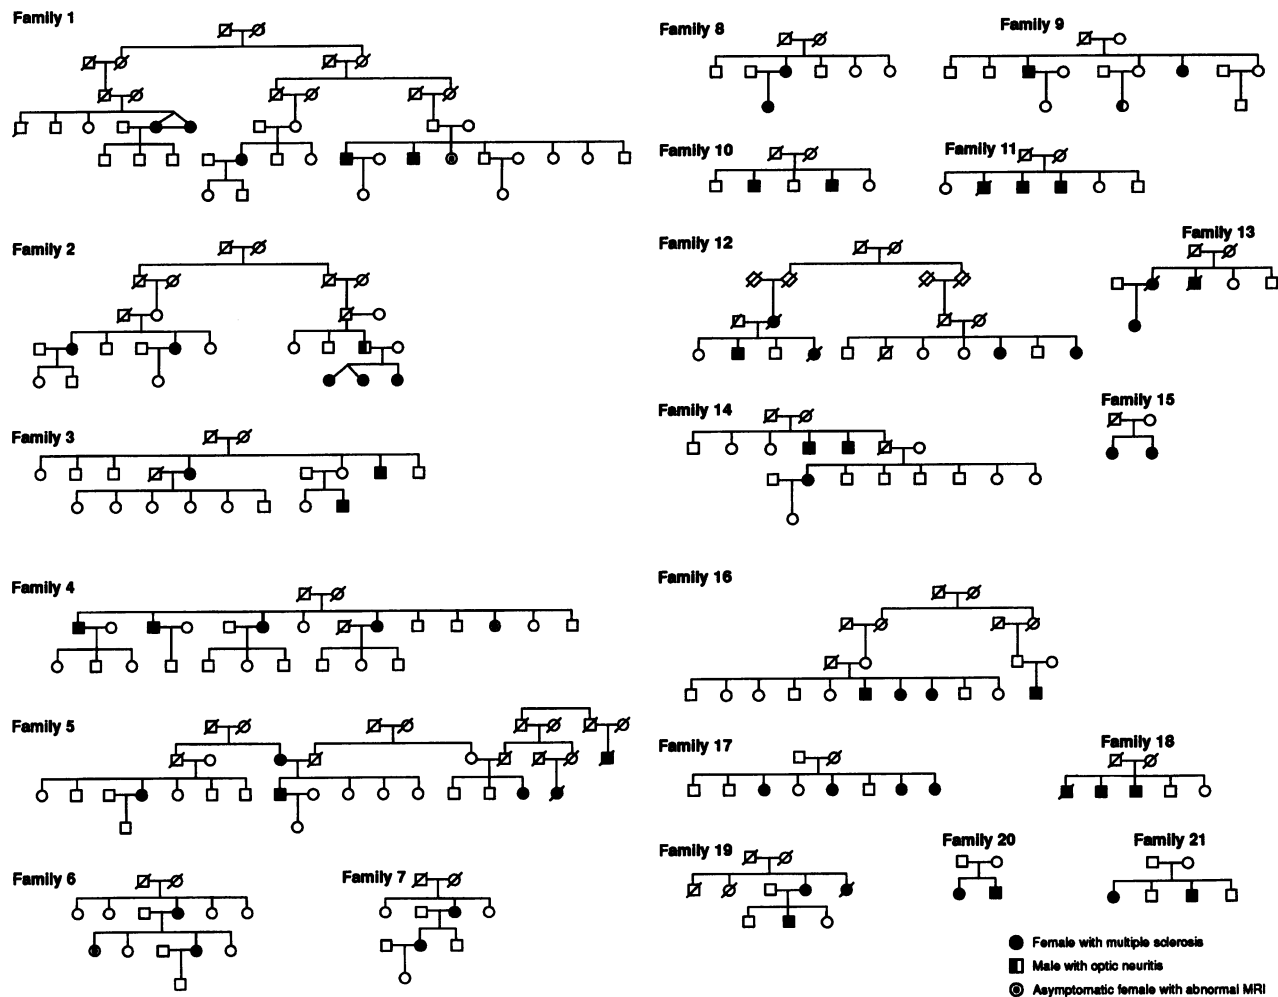 Family 1
Family 8
Family 9
Family 10
Family 11
Family 2
Family 12
Family 13
Family 3
Family 14
Family 15
Family 4
Family 16
Family 5
Family 17
Family 18
Family 6
Family 7
Family 19
Family 20
Family 21
Female with multiple sclerosis
Male with optic neuritis
Asymptomatic female with abnormal MRI